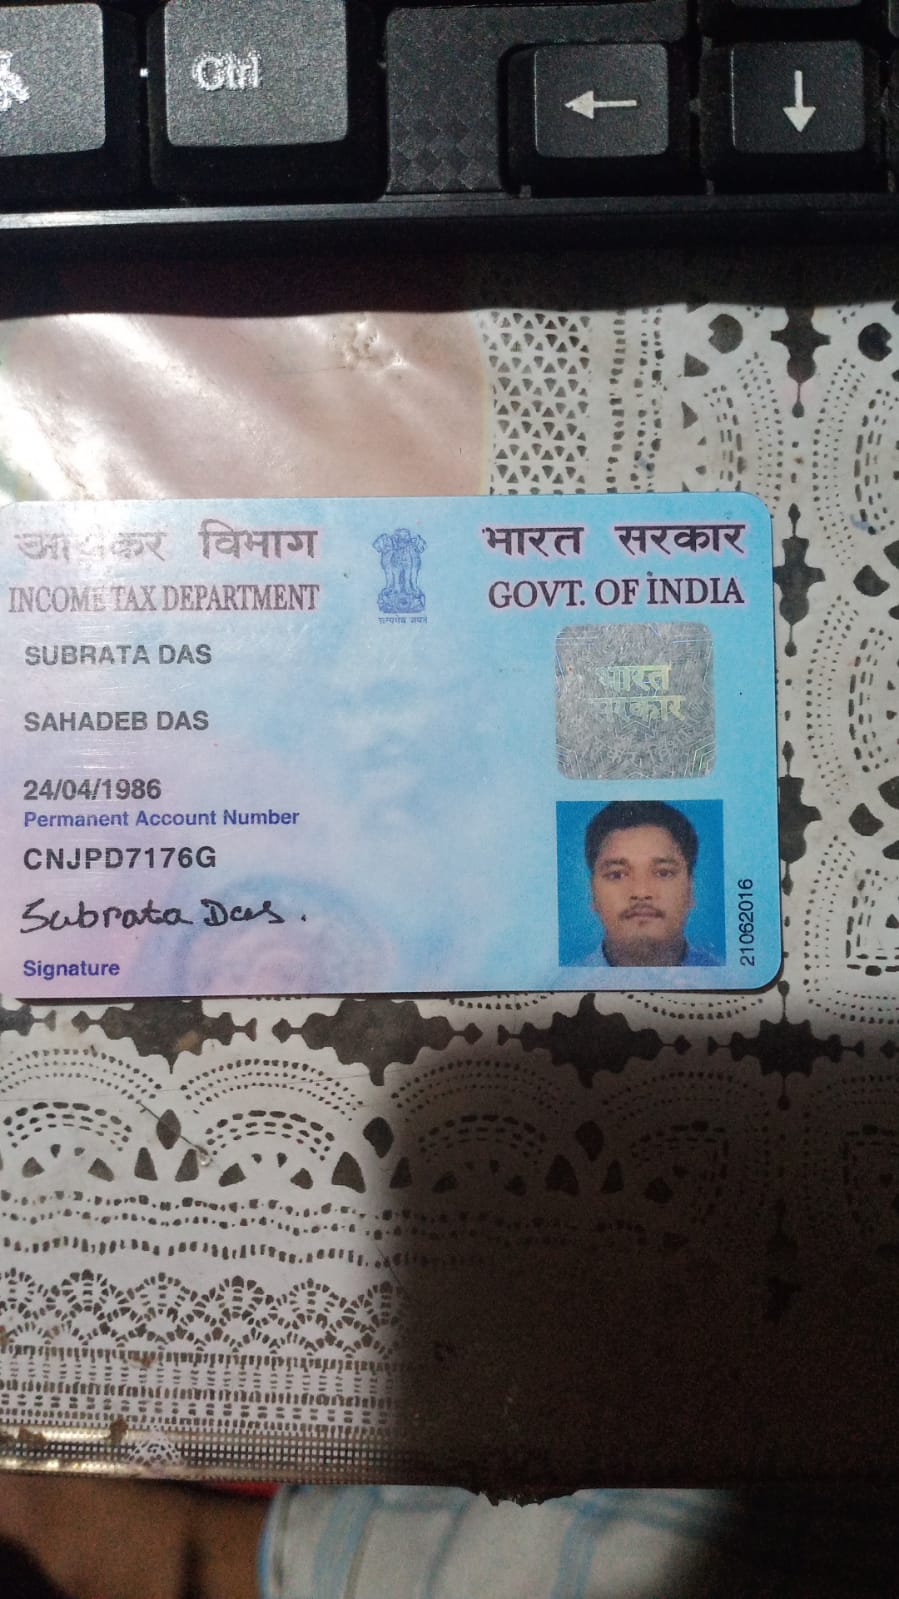 Ctrl
←
↓
आयकर विभाग
भारत सरकार
INCOME TAX DEPARTMENT
GOVT. OF INDIA
सत्यमेव जयते
SUBRATA DAS
भारत
सरकार
SAHADEB DAS
24/04/1986
Permanent Account Number
CNJPD7176G
Subrata Das.
Signature
21062016